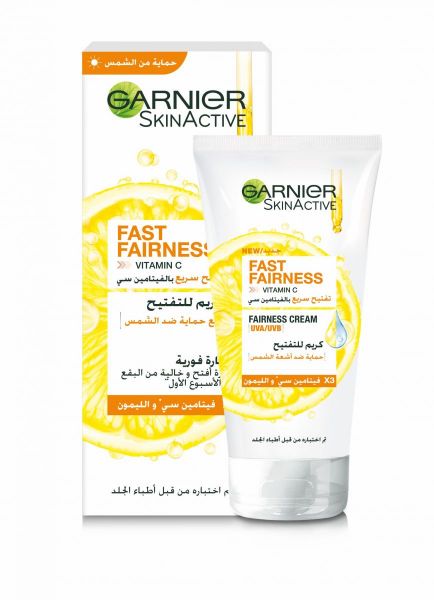 حماية من الشمس
GARNIER
SKINACTIVE
FAST
FAIRNESS
VITAMIN C
سريع بالفيتامين سي
كريم للتفتيح
حماية ضد الشمس
فورية
أفتح و خالية من البقع
الأسبوع الأول
فيتامين سي* و الليمون
تم اختباره من قبل أطباء الجلد
GARNIER
SKINACTIVE
NEW/جديد
FAST
FAIRNESS
VITAMIN C
تفتيح سريع بالفيتامين سي
FAIRNESS CREAM
UVA/UVB
كريم للتفتيح
حماية ضد أشعة الشمس
X3 فيتامين سي* و الليمون
تم اختباره من قبل أطباء الجلد